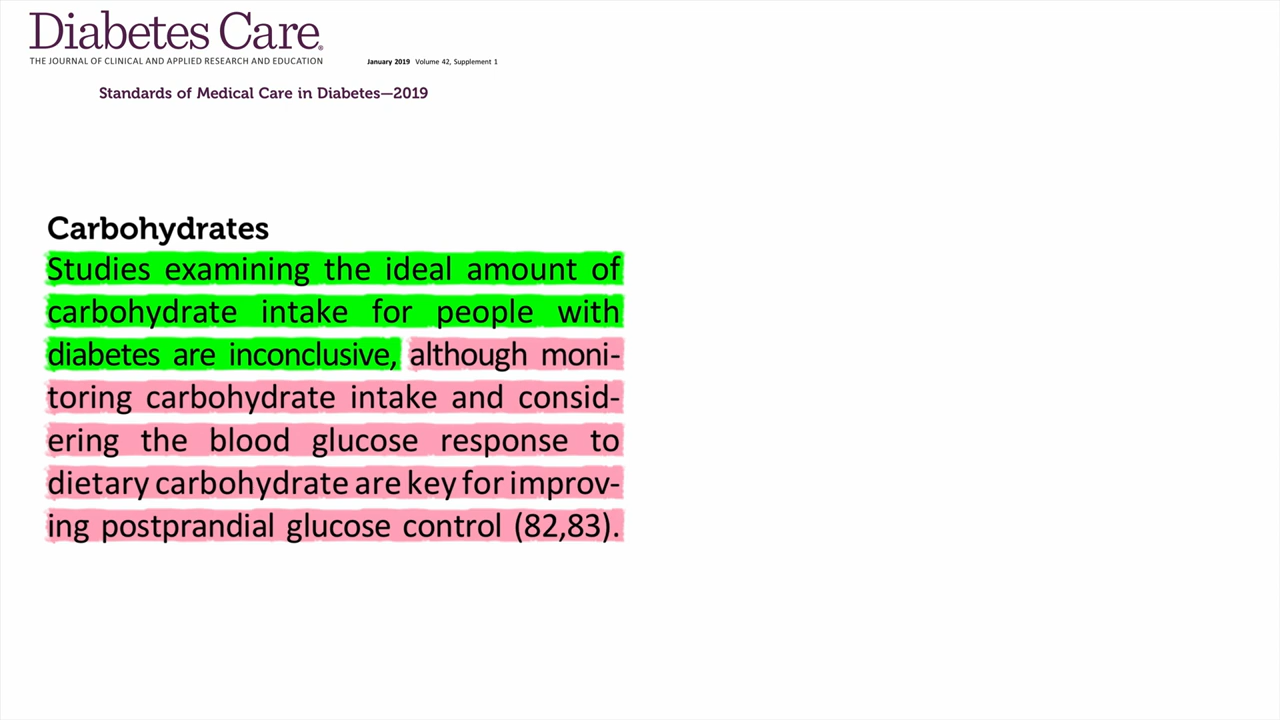 Diabetes Care®
THE JOURNAL OF CLINICAL AND APPLIED RESEARCH AND EDUCATION
January 2019 Volume 42, Supplement 1
Standards of Medical Care in Diabetes—2019
Carbohydrates
Studies examining the ideal amount of
carbohydrate intake for people with
diabetes are inconclusive, although moni-
toring carbohydrate intake and consid-
ering the blood glucose response to
dietary carbohydrate are key for improv-
ing postprandial glucose control (82,83).